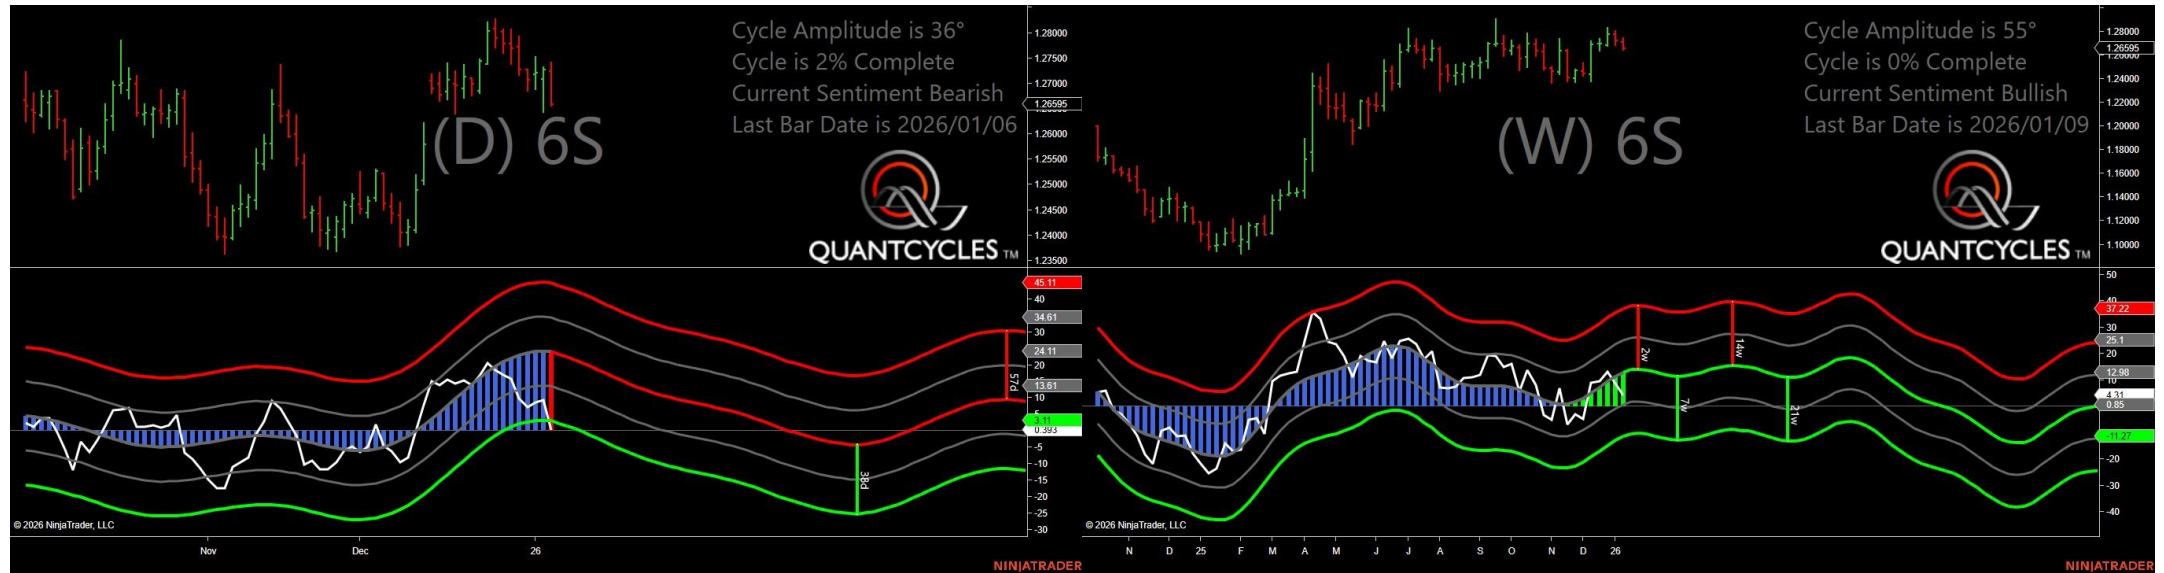 Cycle Amplitude is 36°
Cycle is 2% Complete
Current Sentiment Bearish
Last Bar Date is 2026/01/06
(D) 6S
QUANTCYCLES TM
1.28000
1.27500
1.27000
1.26595
1.26000
1.25500
1.25000
1.24500
1.24000
1.23500
45.11
40
34.61
30
24.11
20
13.61
10
3.11
0.393
-5
-10
-15
-20
-25
-30
57d
38d
© 2026 NinjaTrader, LLC
Nov
Dec
26
NINJATRADER
Cycle Amplitude is 55°
Cycle is 0% Complete
Current Sentiment Bullish
Last Bar Date is 2026/01/09
(W) 6S
QUANTCYCLES TM
1.28000
1.26595
1.24000
1.22000
1.20000
1.18000
1.16000
1.14000
1.12000
1.10000
50
37.22
30
25.1
20
12.98
4.31
0.85
-11.27
-20
-30
-40
2w
14w
7w
21w
© 2026 NinjaTrader, LLC
N
D
25
F
M
A
M
J
J
A
S
O
N
D
26
NINJATRADER